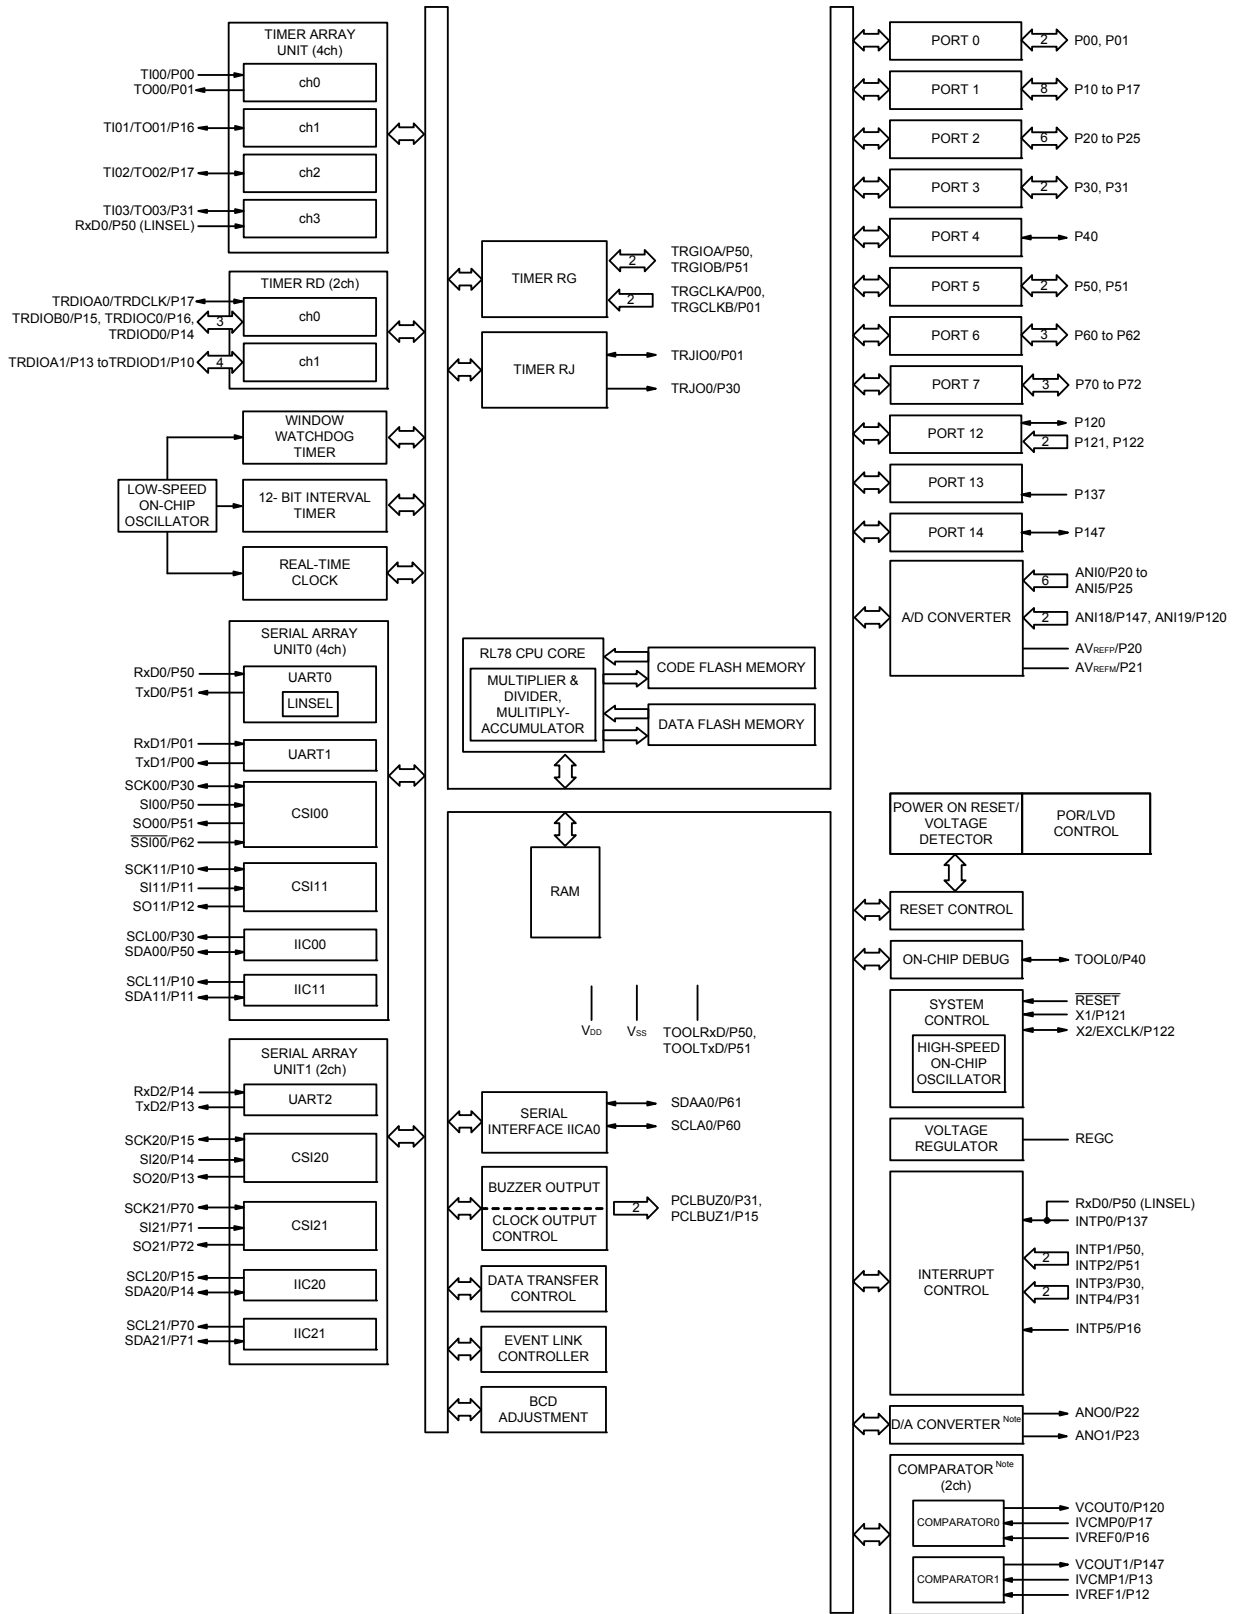 TIMER ARRAY
UNIT (4ch)
TI00/P00
TO00/P01
ch0
TI01/TO01/P16
ch1
TI02/TO02/P17
ch2
TI03/TO03/P31
RxD0/P50 (LINSEL)
ch3
TIMER RD (2ch)
TRDIOA0/TRDCLK/P17
TRDIOB0/P15, TRDIOC0/P16,
TRDIOD0/P14
3
ch0
TRDIOA1/P13 toTRDIOD1/P10
4
ch1
WINDOW
WATCHDOG
TIMER
LOW-SPEED
ON-CHIP
OSCILLATOR
12- BIT INTERVAL
TIMER
REAL-TIME
CLOCK
SERIAL ARRAY
UNIT0 (4ch)
RxD0/P50
TxD0/P51
UART0
LINSEL
RxD1/P01
TxD1/P00
UART1
SCK00/P30
SI00/P50
SO00/P51
SSI00/P62
CSI00
SCK11/P10
SI11/P11
SO11/P12
CSI11
SCL00/P30
SDA00/P50
IIC00
SCL11/P10
SDA11/P11
IIC11
SERIAL ARRAY
UNIT1 (2ch)
RxD2/P14
TxD2/P13
UART2
SCK20/P15
SI20/P14
SO20/P13
CSI20
SCK21/P70
SI21/P71
SO21/P72
CSI21
SCL20/P15
SDA20/P14
IIC20
SCL21/P70
SDA21/P71
IIC21
TIMER RG
2
TRGIOA/P50,
TRGIOB/P51
2
TRGCLKA/P00,
TRGCLKB/P01
TIMER RJ
TRJIO0/P01
TRJO0/P30
RL78 CPU CORE
MULTIPLIER &
DIVIDER,
MULITIPLY-
ACCUMULATOR
CODE FLASH MEMORY
DATA FLASH MEMORY
RAM
VDD
VSS
TOOLRxD/P50,
TOOLTxD/P51
SERIAL
INTERFACE IICA0
SDAA0/P61
SCLA0/P60
BUZZER OUTPUT
CLOCK OUTPUT
CONTROL
2
PCLBUZ0/P31,
PCLBUZ1/P15
DATA TRANSFER
CONTROL
EVENT LINK
CONTROLLER
BCD
ADJUSTMENT
PORT 0
2
P00, P01
PORT 1
8
P10 to P17
PORT 2
6
P20 to P25
PORT 3
2
P30, P31
PORT 4
P40
PORT 5
2
P50, P51
PORT 6
3
P60 to P62
PORT 7
3
P70 to P72
PORT 12
P120
2
P121, P122
PORT 13
P137
PORT 14
P147
A/D CONVERTER
6
ANI0/P20 to
ANI5/P25
2
ANI18/P147, ANI19/P120
AVREFP/P20
AVREFM/P21
POWER ON RESET/
VOLTAGE
DETECTOR
POR/LVD
CONTROL
RESET CONTROL
ON-CHIP DEBUG
TOOL0/P40
SYSTEM
CONTROL
HIGH-SPEED
ON-CHIP
OSCILLATOR
RESET
X1/P121
X2/EXCLK/P122
VOLTAGE
REGULATOR
REGC
INTERRUPT
CONTROL
RxD0/P50 (LINSEL)
INTP0/P137
2
INTP1/P50,
INTP2/P51
2
INTP3/P30,
INTP4/P31
INTP5/P16
D/A CONVERTER Note
ANO0/P22
ANO1/P23
COMPARATOR Note
(2ch)
COMPARATOR0
VCOUT0/P120
IVCMP0/P17
IVREF0/P16
COMPARATOR1
VCOUT1/P147
IVCMP1/P13
IVREF1/P12